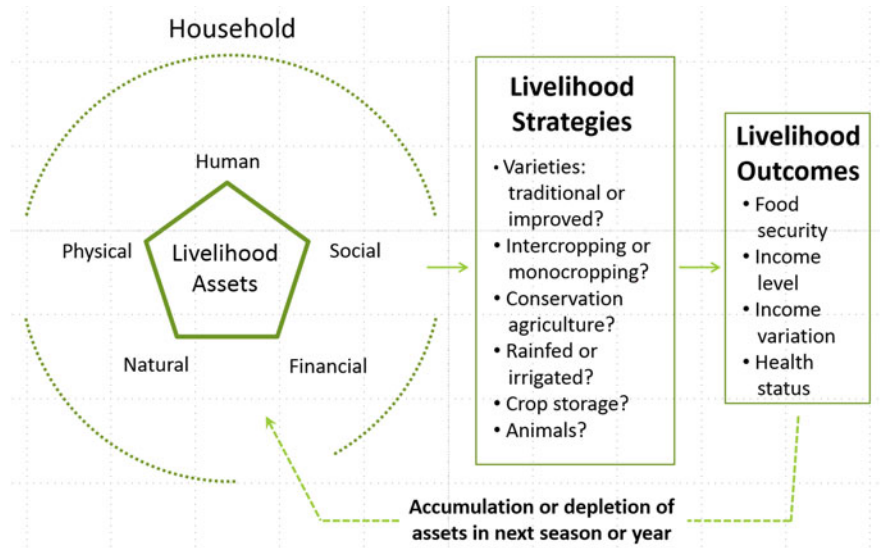 Household
Human
Physical
Livelihood
Assets
Social
Natural
Financial
Livelihood
Strategies
• Varieties:
traditional or
improved?
• Intercropping or
monocropping?
• Conservation
agriculture?
• Rainfed or
irrigated?
• Crop storage?
• Animals?
Livelihood
Outcomes
• Food
security
• Income
level
• Income
variation
• Health
status
Accumulation or depletion of
assets in next season or year